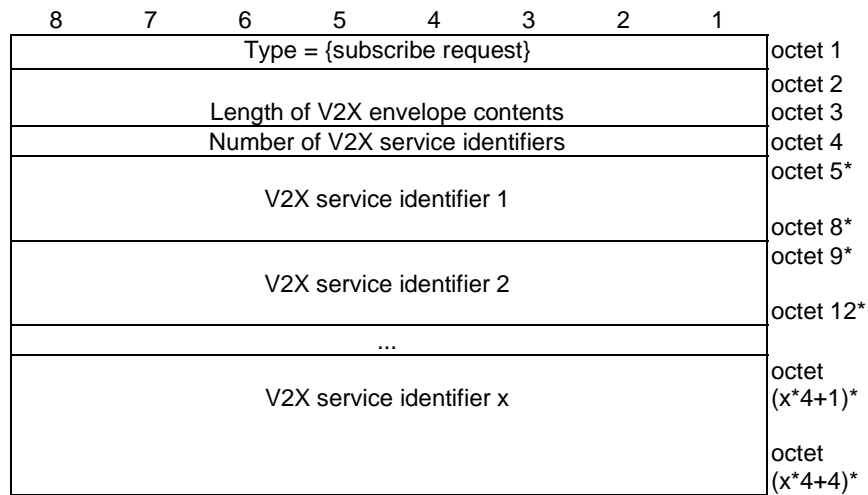 8 7 6 5 4 3 2 1
Type = {subscribe request} octet 1
octet 2
Length of V2X envelope contents octet 3
Number of V2X service identifiers octet 4
octet 5*
V2X service identifier 1
octet 8*
octet 9*
V2X service identifier 2
octet 12*
...
octet
V2X service identifier x (x*4+1)*
octet
(x*4+4)*